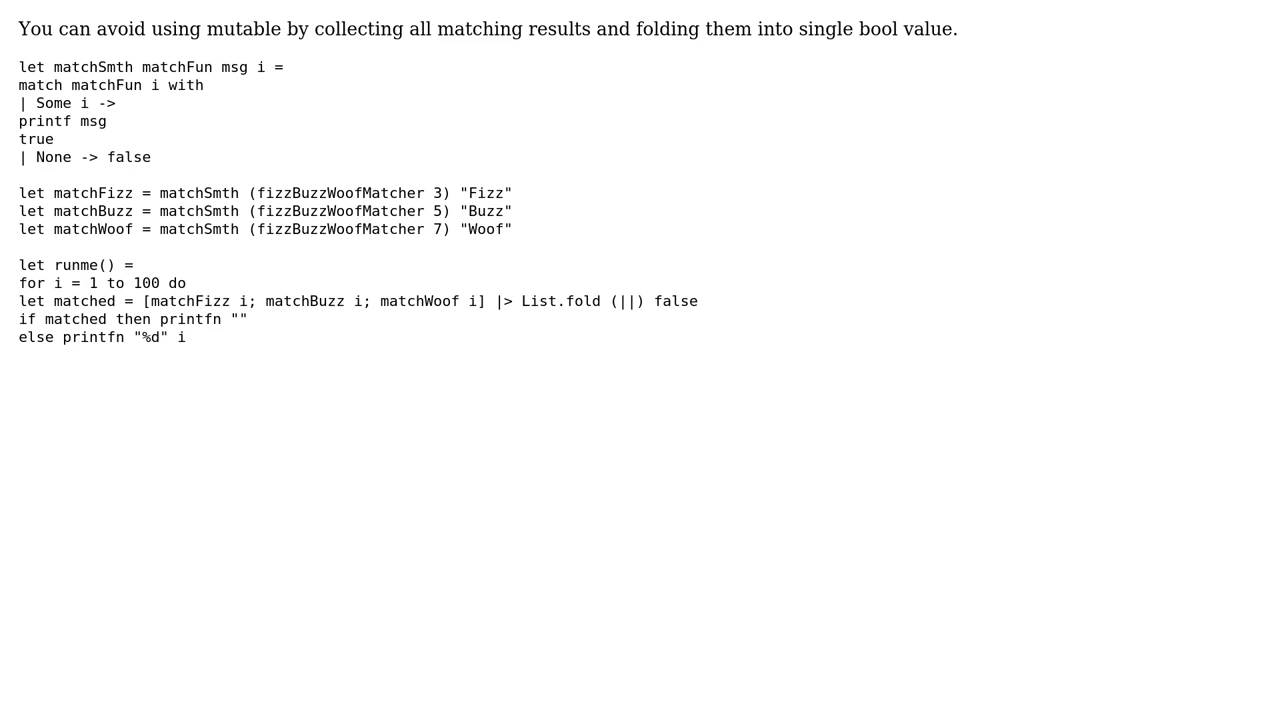 You can avoid using mutable by collecting all matching results and folding them into single bool value.
let matchSmth matchFun msg i =
match matchFun i with
| Some i ->
printf msg
true
| None -> false
let matchFizz = matchSmth (fizzBuzzWoofMatcher 3) "Fizz"
let matchBuzz = matchSmth (fizzBuzzWoofMatcher 5) "Buzz"
let matchWoof = matchSmth (fizzBuzzWoofMatcher 7) "Woof"
let runme() =
for i = 1 to 100 do
let matched = [matchFizz i; matchBuzz i; matchWoof i] |> List.fold (||) false
if matched then printfn ""
else printfn "%d" i